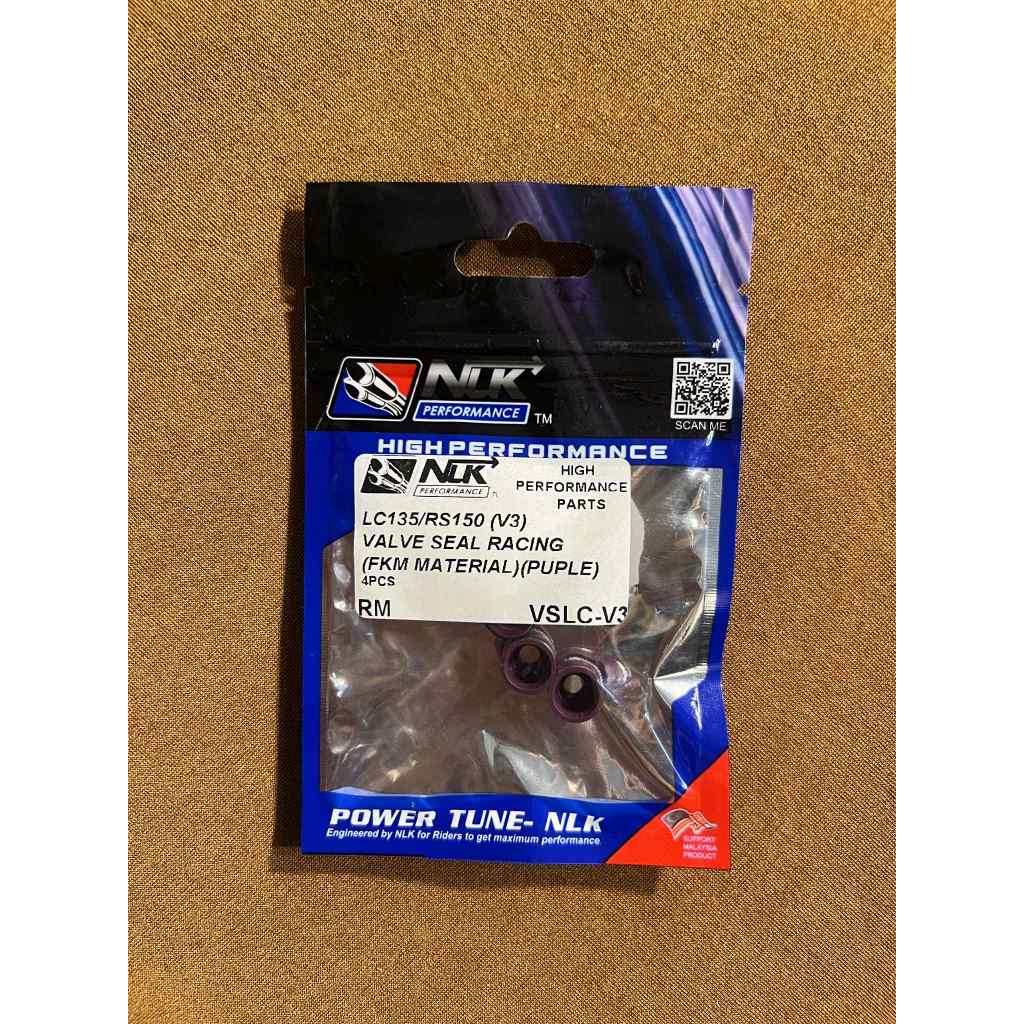 NLK
PERFORMANCE TM
SCAN ME
HIGH PERFORMANCE
NLK
PERFORMANCE
HIGH
PERFORMANCE
PARTS
LC135/RS150 (V3)
VALVE SEAL RACING
(FKM MATERIAL)(PUPLE)
4PCS
RM VSLC-V3
POWER TUNE- NLK
Engineered by NLK for Riders to get maximum performance
SUPPORT
MALAYSIA
PRODUCT